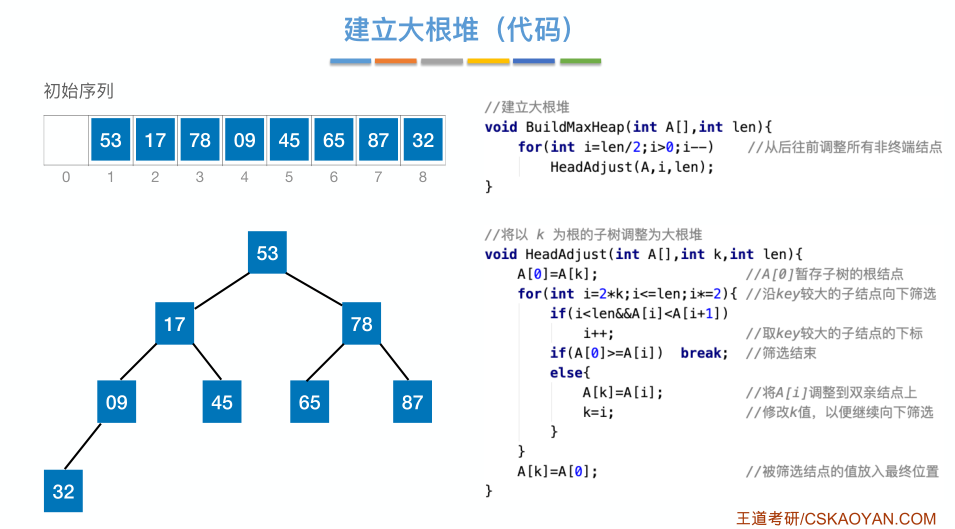 建立大根堆（代码）
初始序列
53 17 78 09 45 65 87 32
0 1 2 3 4 5 6 7 8
53
17 78
09 45 65 87
32
//建立大根堆
void BuildMaxHeap(int A[],int len){
for(int i=len/2;i>0;i--) //从后往前调整所有非终端结点
HeadAdjust(A,i,len);
}
//将以 k 为根的子树调整为大根堆
void HeadAdjust(int A[],int k,int len){
A[0]=A[k]; //A[0]暂存子树的根结点
for(int i=2*k;i<=len;i*=2){ //沿key较大的子结点向下筛选
if(i<len&&A[i]<A[i+1])
i++; //取key较大的子结点的下标
if(A[0]>=A[i]) break; //筛选结束
else{
A[k]=A[i]; //将A[i]调整到双亲结点上
k=i; //修改k值，以便继续向下筛选
}
}
A[k]=A[0]; //被筛选结点的值放入最终位置
}
王道考研/CSKAOYAN.COM